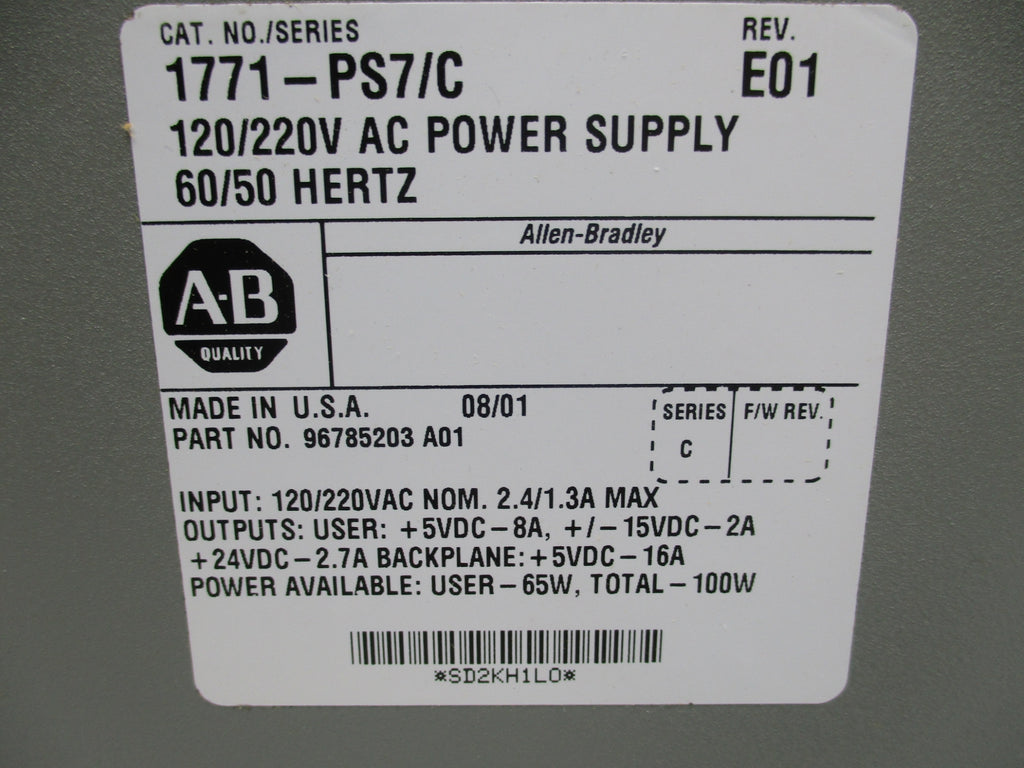 CAT. NO./SERIES REV.
1771-PS7/C E01
120/220V AC POWER SUPPLY
60/50 HERTZ
Allen-Bradley
A-B
QUALITY
MADE IN U.S.A. 08/01
PART NO. 96785203 A01
SERIES F/W REV.
C
INPUT: 120/220VAC NOM. 2.4/1.3A MAX
OUTPUTS: USER: +5VDC-8A, +/-15VDC-2A
+24VDC-2.7A BACKPLANE: +5VDC-16A
POWER AVAILABLE: USER-65W, TOTAL-100W
*SD2KH1LO*